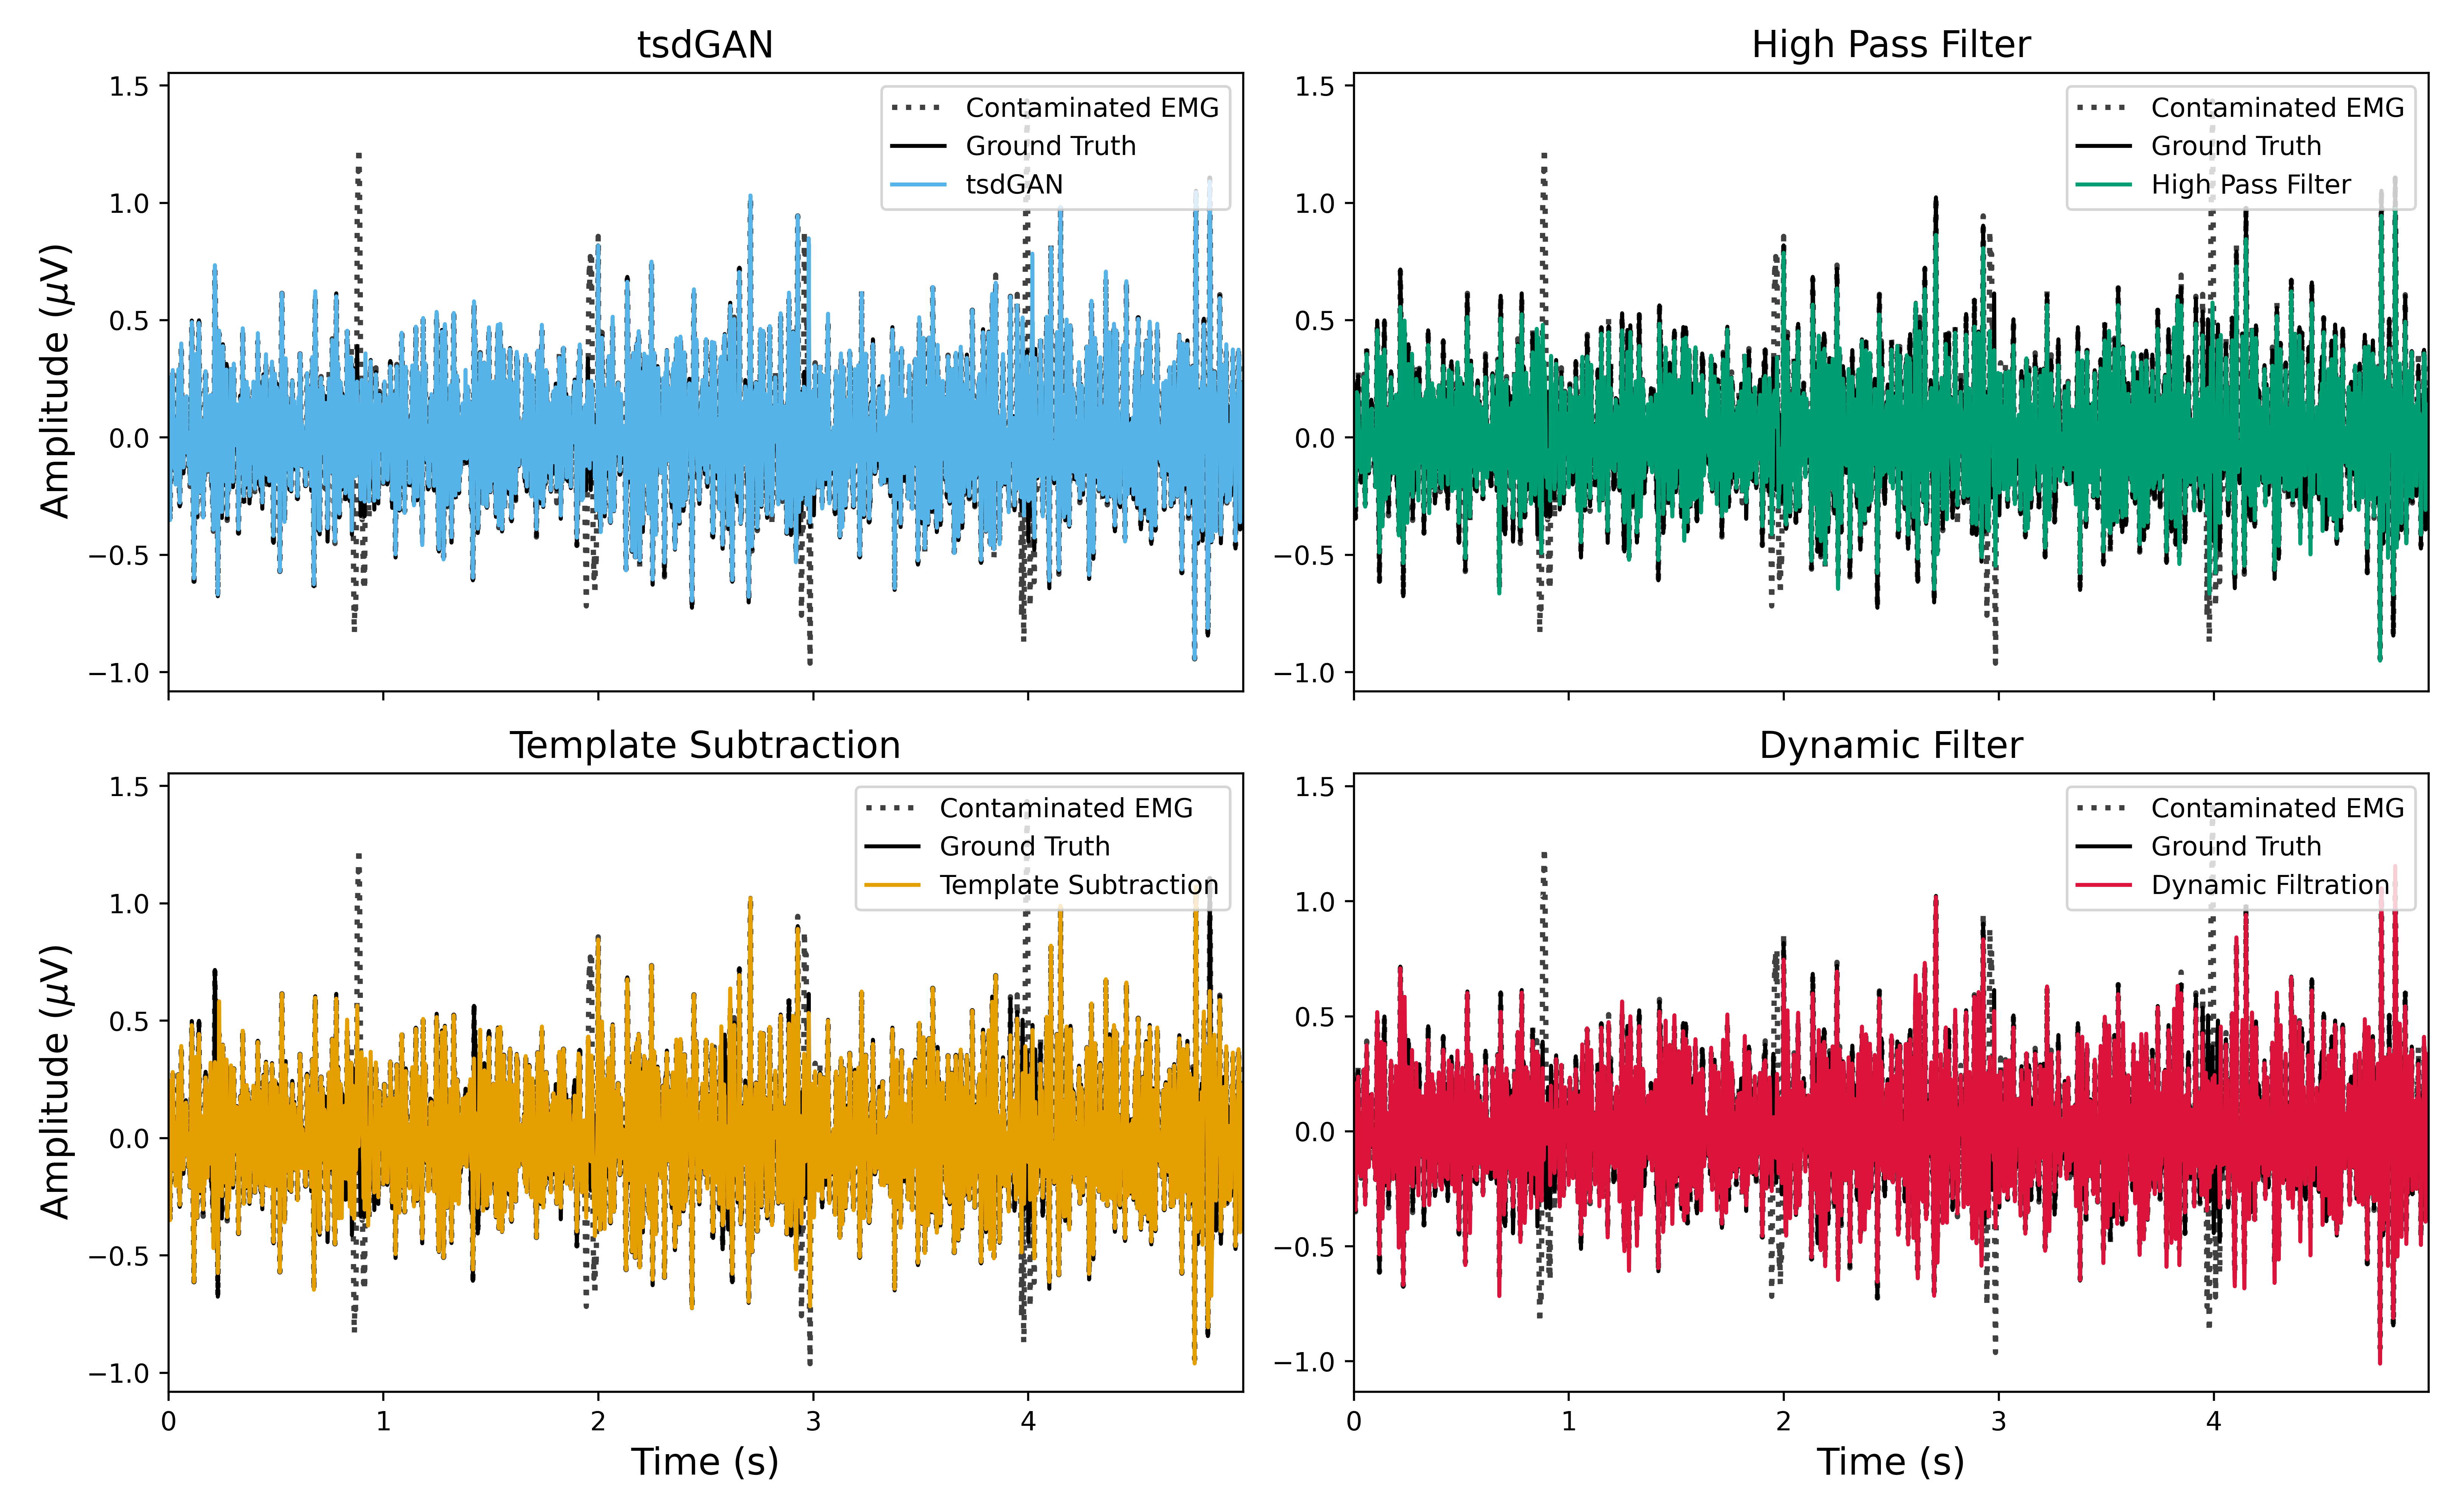 tsdGAN
1.5
1.0
0.5
0.0
−0.5
−1.0
Amplitude (μV)
Contaminated EMG
Ground Truth
tsdGAN
High Pass Filter
1.5
1.0
0.5
0.0
−0.5
−1.0
Contaminated EMG
Ground Truth
High Pass Filter
Template Subtraction
1.5
1.0
0.5
0.0
−0.5
−1.0
Amplitude (μV)
Contaminated EMG
Ground Truth
Template Subtraction
0 1 2 3 4
Time (s)
Dynamic Filter
1.5
1.0
0.5
0.0
−0.5
−1.0
Contaminated EMG
Ground Truth
Dynamic Filtration
0 1 2 3 4
Time (s)